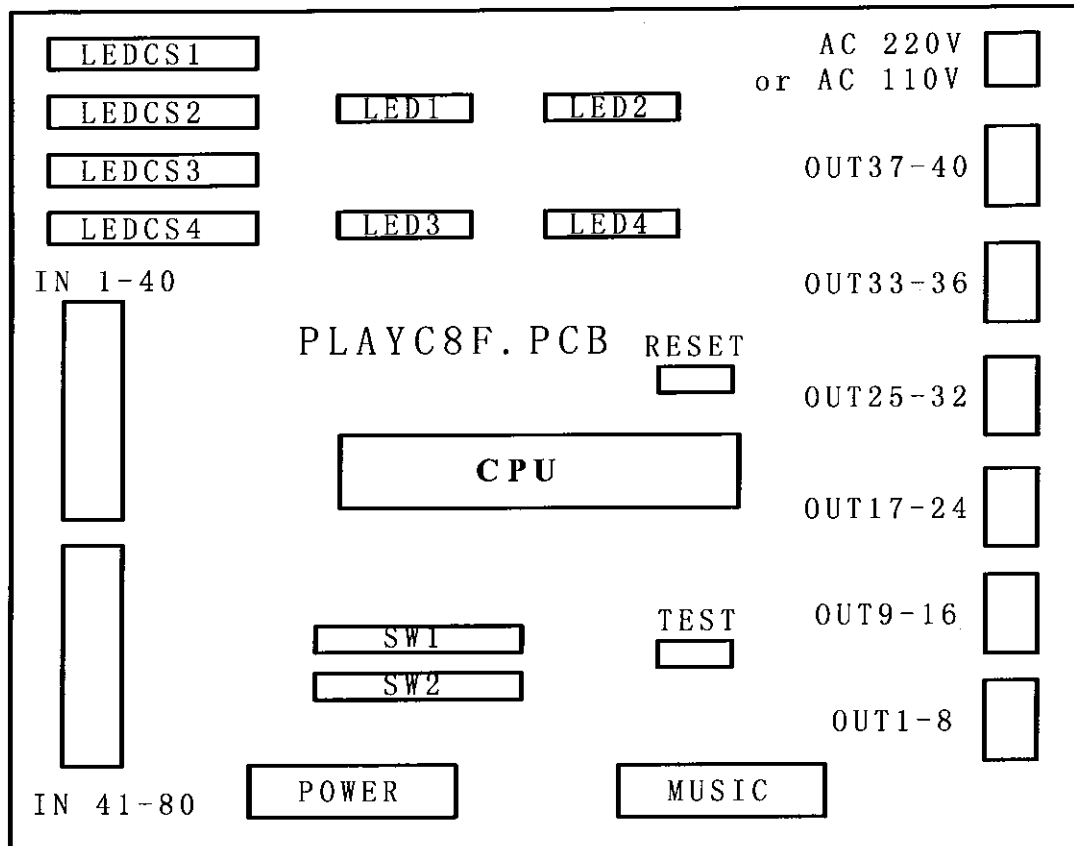 LEDCS1
LEDCS2
LEDCS3
LEDCS4
LED1
LED2
LED3
LED4
AC 220V
or AC 110V
OUT37-40
OUT33-36
OUT25-32
OUT17-24
OUT9-16
OUT1-8
IN 1-40
PLAYC8F.PCB
RESET
CPU
SW1
SW2
TEST
IN 41-80
POWER
MUSIC